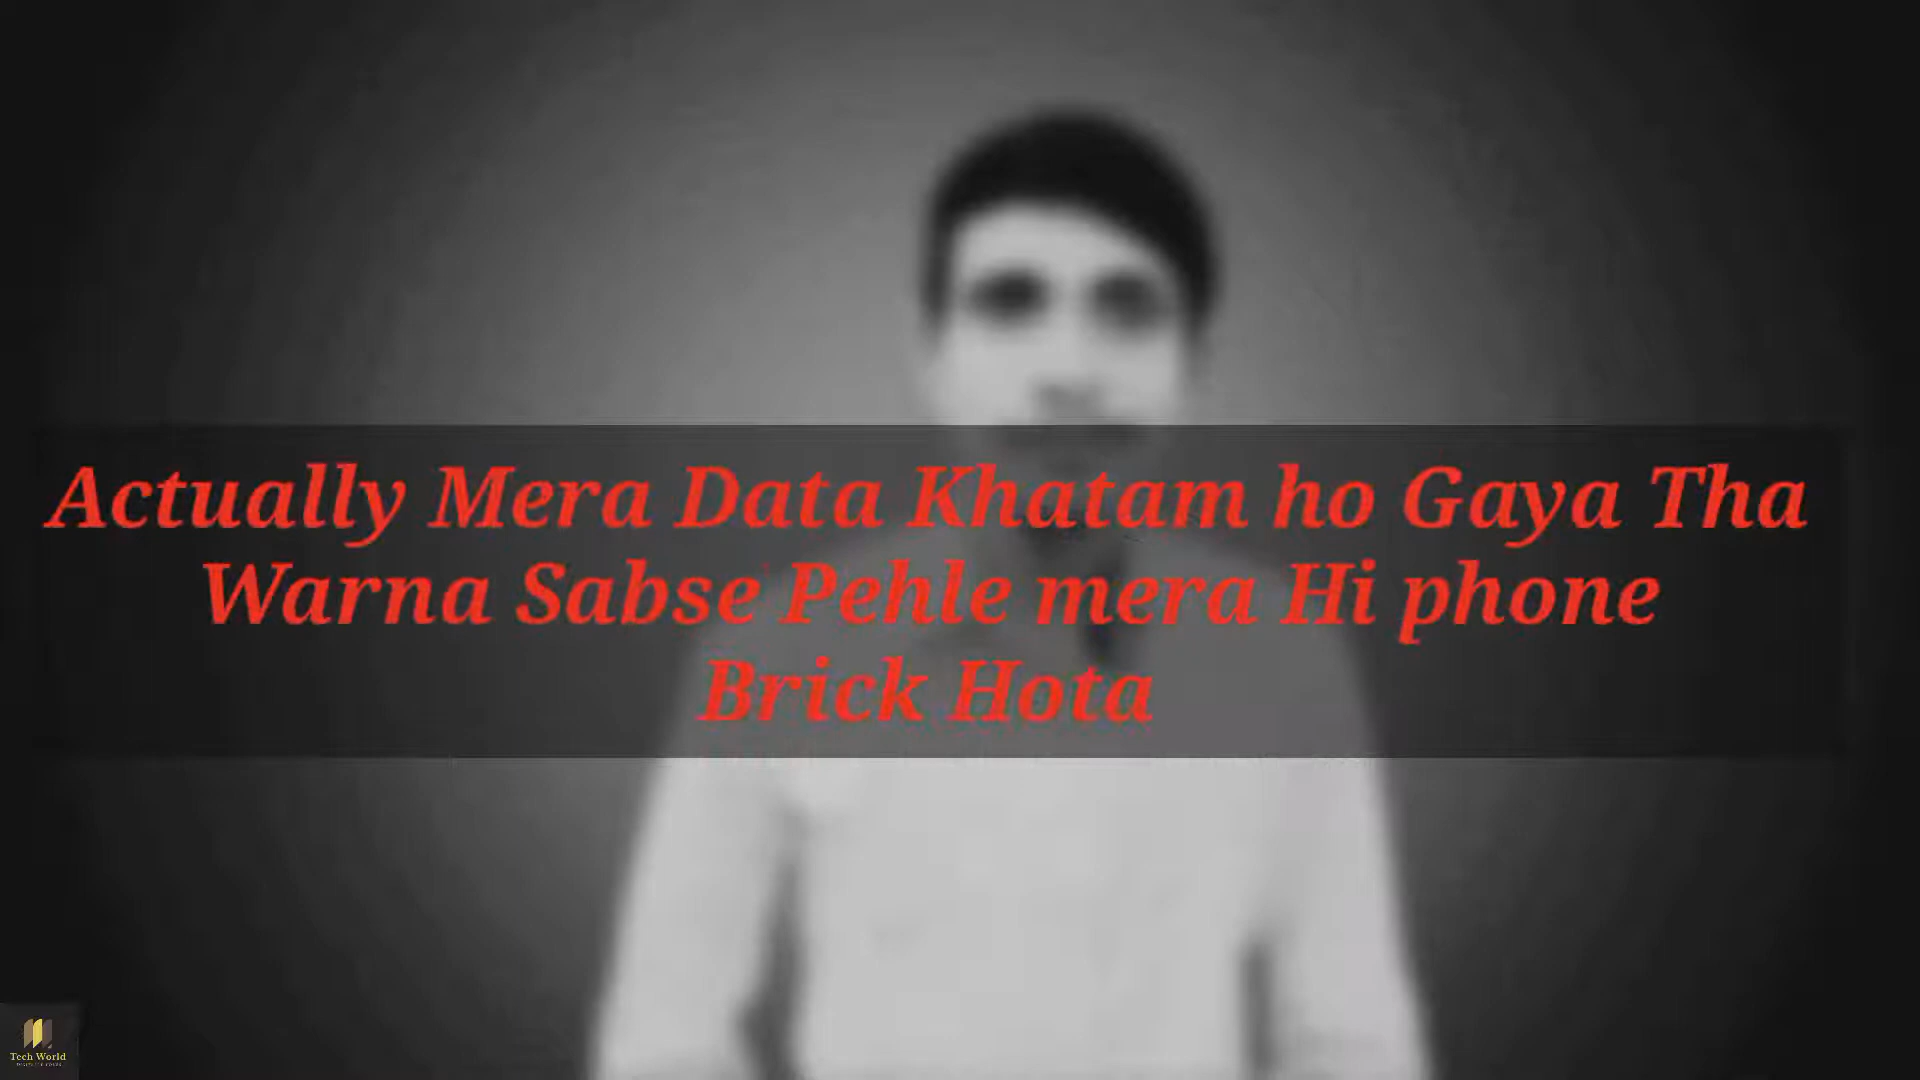 Actually Mera Data Khatam ho Gaya Tha
Warna Sabse Pehle mera Hi phone
Brick Hota
Tech World